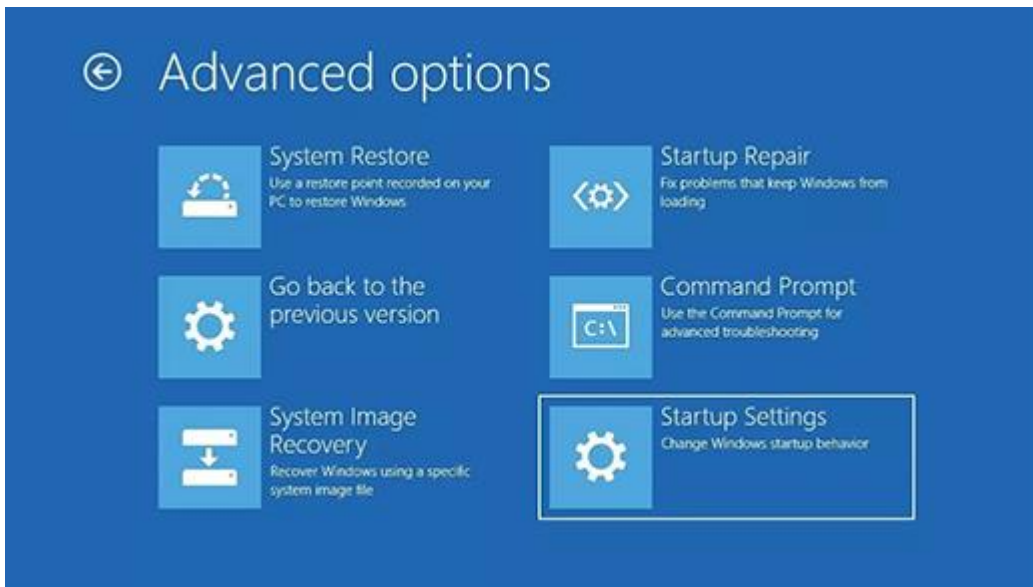 Advanced options
System Restore
Use a restore point recorded on your
PC to restore Windows
Startup Repair
Fix problems that keep Windows from
loading
Go back to the
previous version
Command Prompt
Use the Command Prompt for
advanced troubleshooting
C:\
System Image
Recovery
Recover Windows using a specific
system image file
Startup Settings
Change Windows startup behavior